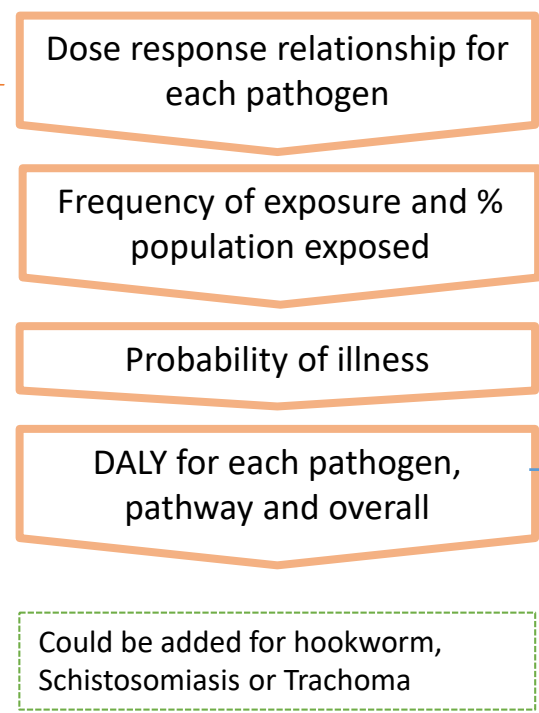 Dose response relationship for
each pathogen
Frequency of exposure and %
population exposed
Probability of illness
DALY for each pathogen,
pathway and overall
Could be added for hookworm,
Schistosomiasis or Trachoma